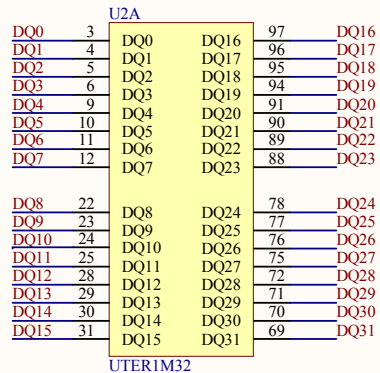 U2A
DQ0 3 DQ0 DQ16 97 DQ16
DQ1 4 DQ1 DQ17 96 DQ17
DQ2 5 DQ2 DQ18 95 DQ18
DQ3 6 DQ3 DQ19 94 DQ19
DQ4 9 DQ4 DQ20 91 DQ20
DQ5 10 DQ5 DQ21 90 DQ21
DQ6 11 DQ6 DQ22 89 DQ22
DQ7 12 DQ7 DQ23 88 DQ23
DQ8 22 DQ8 DQ24 78 DQ24
DQ9 23 DQ9 DQ25 77 DQ25
DQ10 24 DQ10 DQ26 76 DQ26
DQ11 25 DQ11 DQ27 75 DQ27
DQ12 28 DQ12 DQ28 72 DQ28
DQ13 29 DQ13 DQ29 71 DQ29
DQ14 30 DQ14 DQ30 70 DQ30
DQ15 31 DQ15 DQ31 69 DQ31
UTER1M32